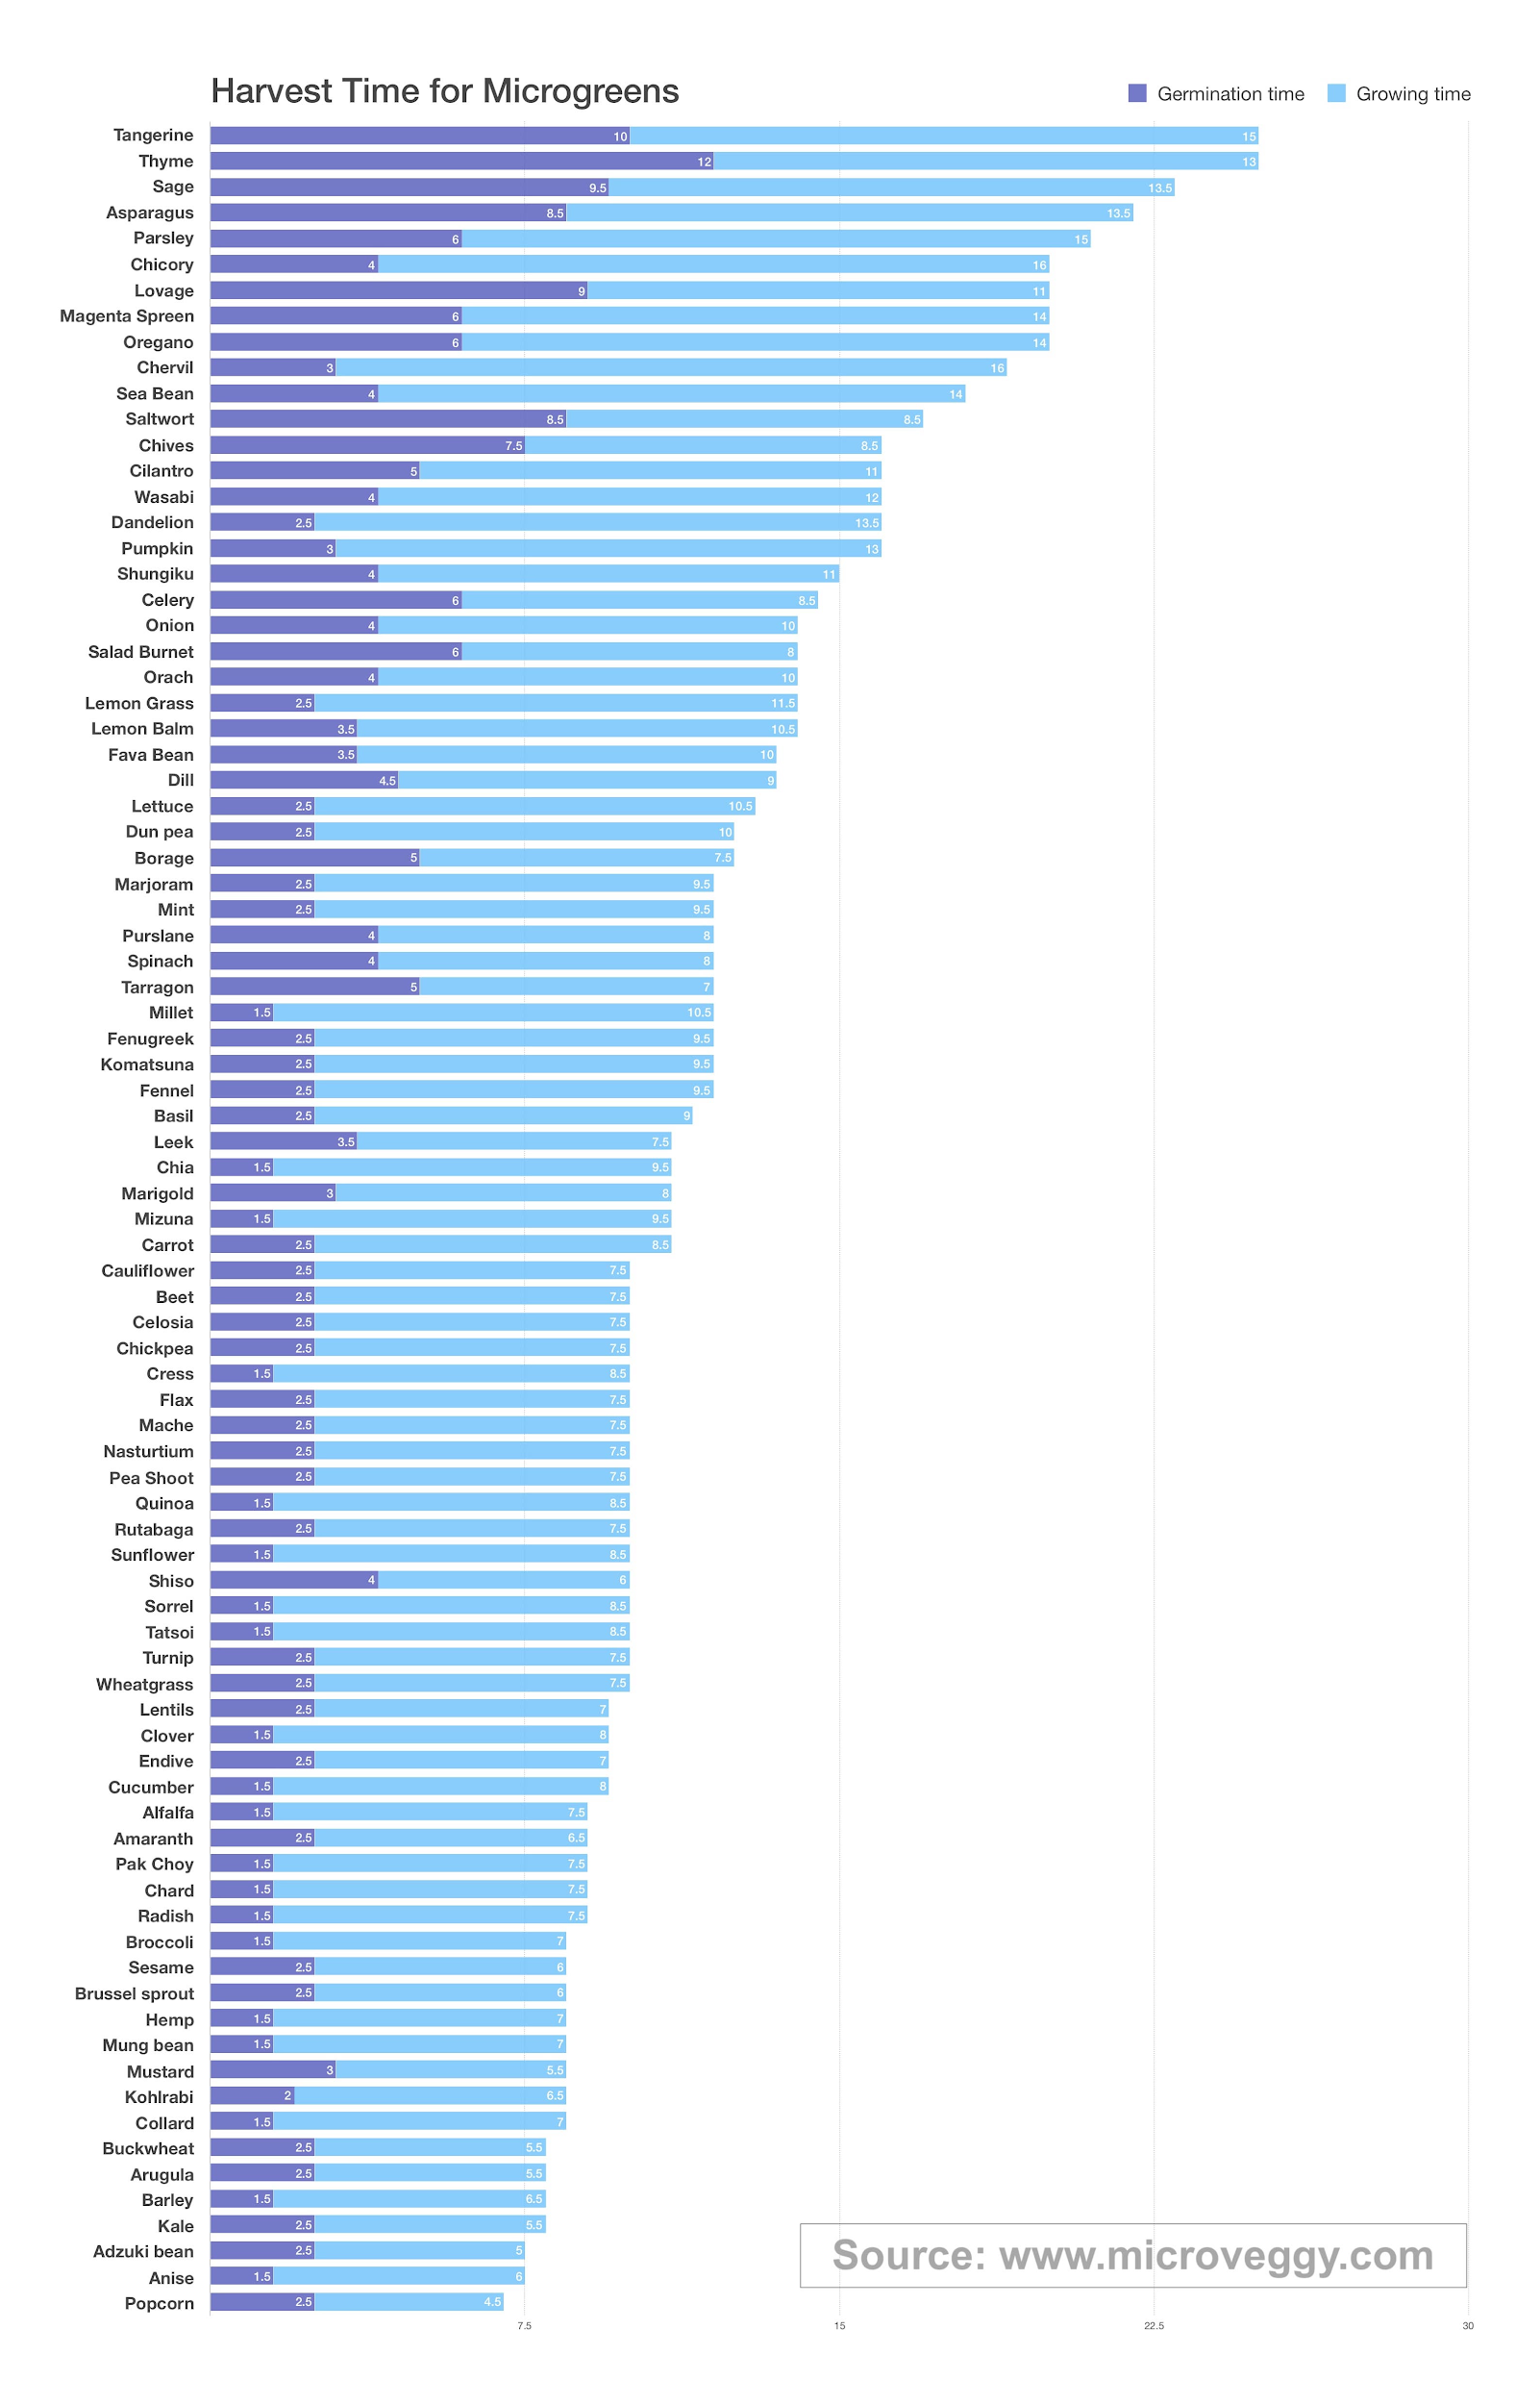 Harvest Time for Microgreens
Germination time Growing time
Tangerine 10 15
Thyme 12 13
Sage 9.5 13.5
Asparagus 8.5 13.5
Parsley 6 15
Chicory 4 16
Lovage 9 11
Magenta Spreen 6 14
Oregano 6 14
Chervil 3 16
Sea Bean 4 14
Saltwort 8.5 8.5
Chives 7.5 8.5
Cilantro 5 11
Wasabi 4 12
Dandelion 2.5 13.5
Pumpkin 3 13
Shungiku 4 11
Celery 6 8.5
Onion 4 10
Salad Burnet 6 8
Orach 4 10
Lemon Grass 2.5 11.5
Lemon Balm 3.5 10.5
Fava Bean 3.5 10
Dill 4.5 9
Lettuce 2.5 10.5
Dun pea 2.5 10
Borage 5 7.5
Marjoram 2.5 9.5
Mint 2.5 9.5
Purslane 4 8
Spinach 4 8
Tarragon 5 7
Millet 1.5 10.5
Fenugreek 2.5 9.5
Komatsuna 2.5 9.5
Fennel 2.5 9.5
Basil 2.5 9
Leek 3.5 7.5
Chia 1.5 9.5
Marigold 3 8
Mizuna 1.5 9.5
Carrot 2.5 8.5
Cauliflower 2.5 7.5
Beet 2.5 7.5
Celosia 2.5 7.5
Chickpea 2.5 7.5
Cress 1.5 8.5
Flax 2.5 7.5
Mache 2.5 7.5
Nasturtium 2.5 7.5
Pea Shoot 2.5 7.5
Quinoa 1.5 8.5
Rutabaga 2.5 7.5
Sunflower 1.5 8.5
Shiso 4 6
Sorrel 1.5 8.5
Tatsoi 1.5 8.5
Turnip 2.5 7.5
Wheatgrass 2.5 7.5
Lentils 2.5 7
Clover 1.5 8
Endive 2.5 7
Cucumber 1.5 8
Alfalfa 1.5 7.5
Amaranth 2.5 6.5
Pak Choy 1.5 7.5
Chard 1.5 7.5
Radish 1.5 7.5
Broccoli 1.5 7
Sesame 2.5 6
Brussel sprout 2.5 6
Hemp 1.5 7
Mung bean 1.5 7
Mustard 3 5.5
Kohlrabi 2 6.5
Collard 1.5 7
Buckwheat 2.5 5.5
Arugula 2.5 5.5
Barley 1.5 6.5
Kale 2.5 5.5
Adzuki bean 2.5 5
Anise 1.5 6
Popcorn 2.5 4.5
Source: www.microveggy.com
7.5 15 22.5 30